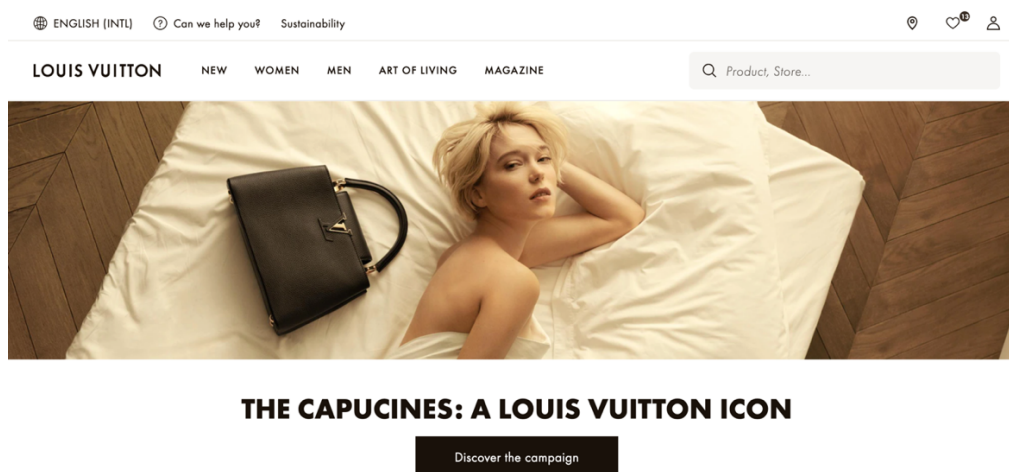 ENGLISH (INTL) Can we help you? Sustainability 13
LOUIS VUITTON NEW WOMEN MEN ART OF LIVING MAGAZINE Product, Store...
THE CAPUCINES: A LOUIS VUITTON ICON
Discover the campaign